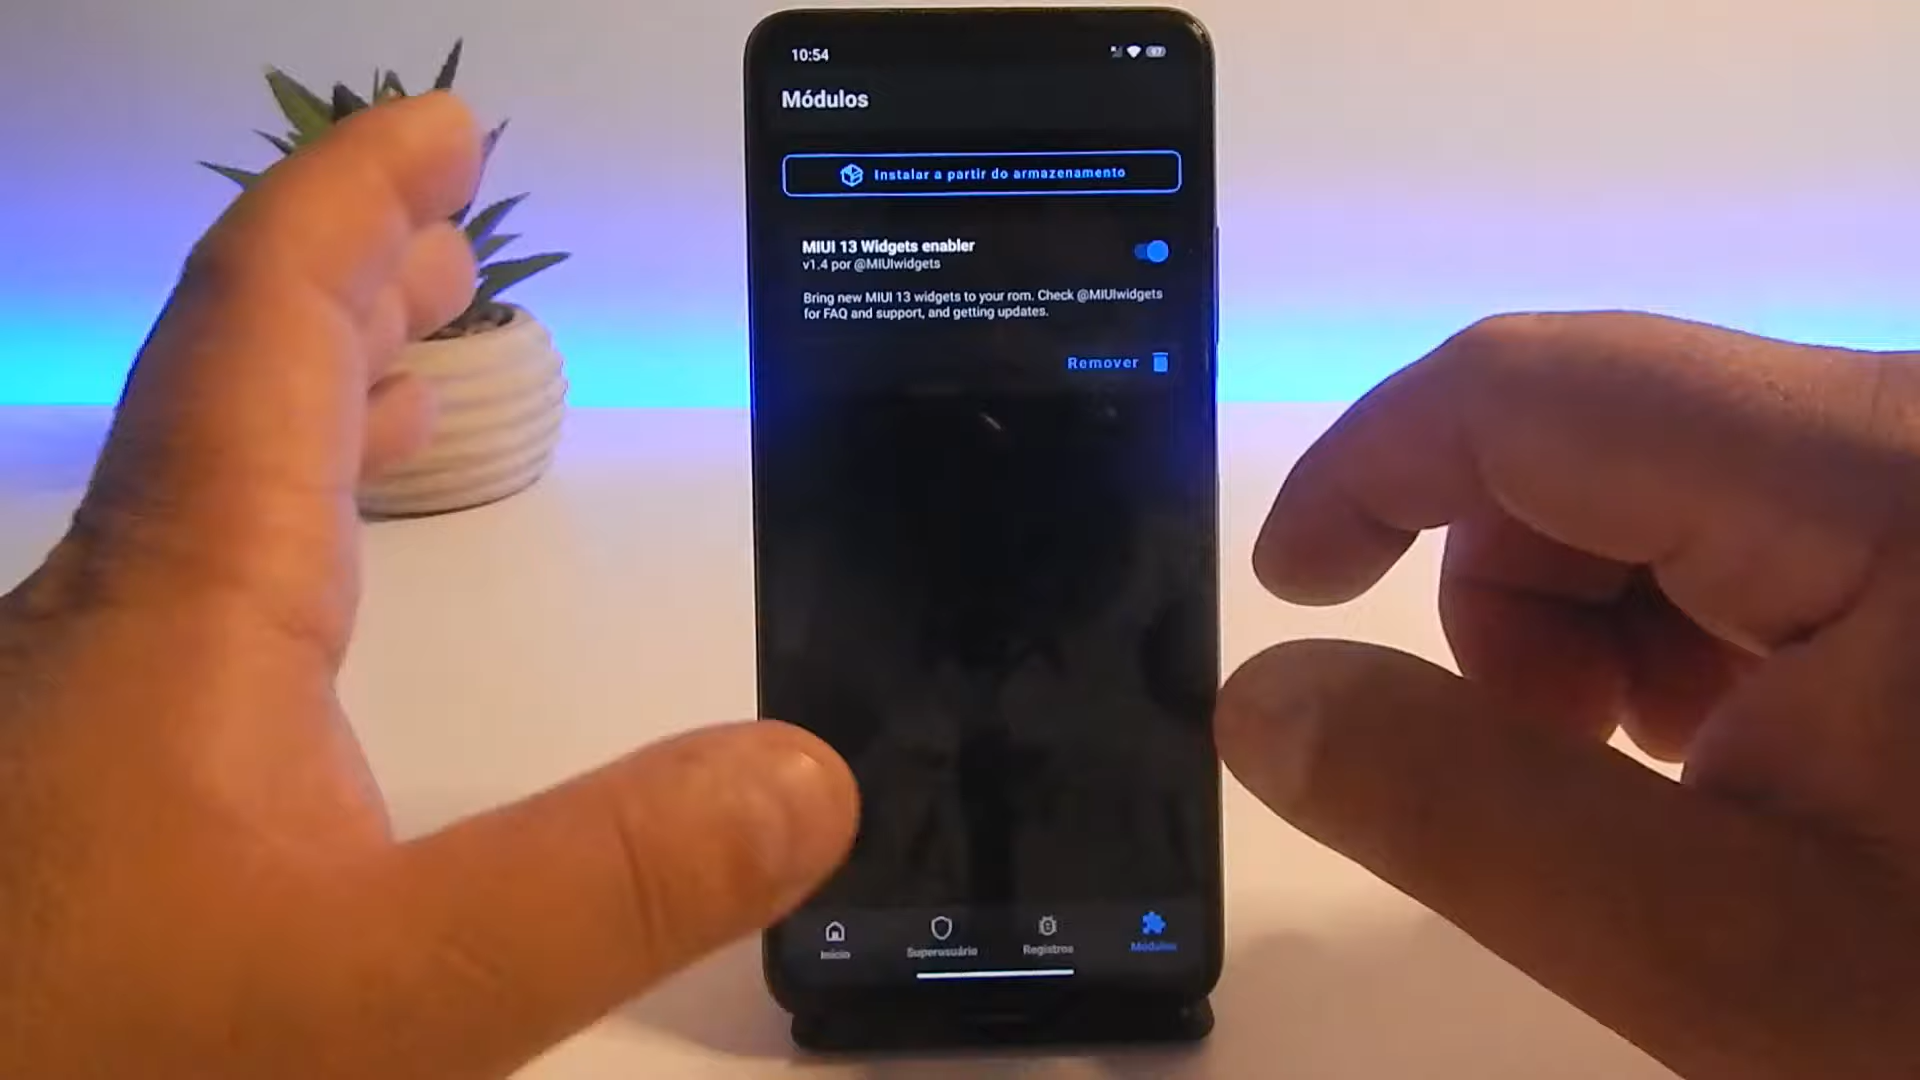 10:54
97
Módulos
Instalar a partir do armazenamento
MIUI 13 Widgets enabler
v1.4 por @MIUIwidgets
Bring new MIUI 13 widgets to your rom. Check @MIUIwidgets
for FAQ and support, and getting updates.
Remover
Início
Superusuário
Registros
Módulos